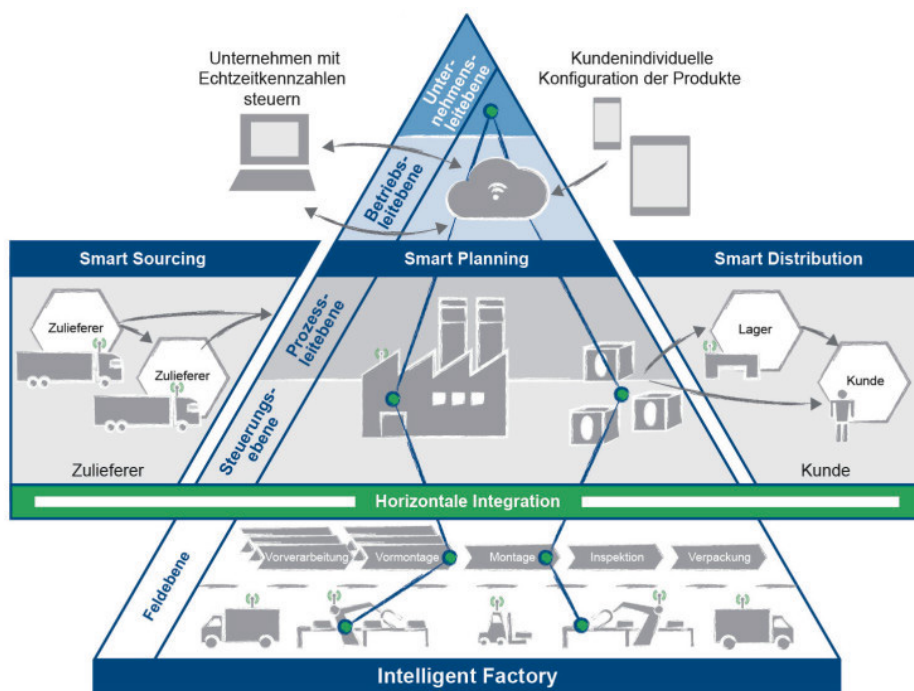 Unternehmen mit
Echtzeitkennzahlen
steuern
Kundenindividuelle
Konfiguration der Produkte
Unter-
nehmens-
leitebene
Betriebs-
leitebene
Smart Sourcing
Smart Planning
Smart Distribution
Zulieferer
Zulieferer
Prozess-
leitebene
Lager
Kunde
Steuerungs-
ebene
Zulieferer
Kunde
Horizontale Integration
Feldebene
Vorverarbeitung
Vormontage
Montage
Inspektion
Verpackung
Intelligent Factory